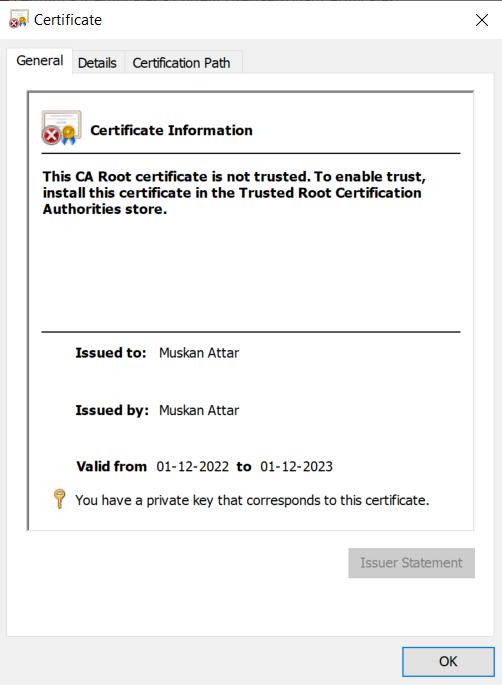 Certificate
General
Details
Certification Path
Certificate Information
This CA Root certificate is not trusted. To enable trust,
install this certificate in the Trusted Root Certification
Authorities store.
Issued to: Muskan Attar
Issued by: Muskan Attar
Valid from 01-12-2022 to 01-12-2023
You have a private key that corresponds to this certificate.
Issuer Statement
OK